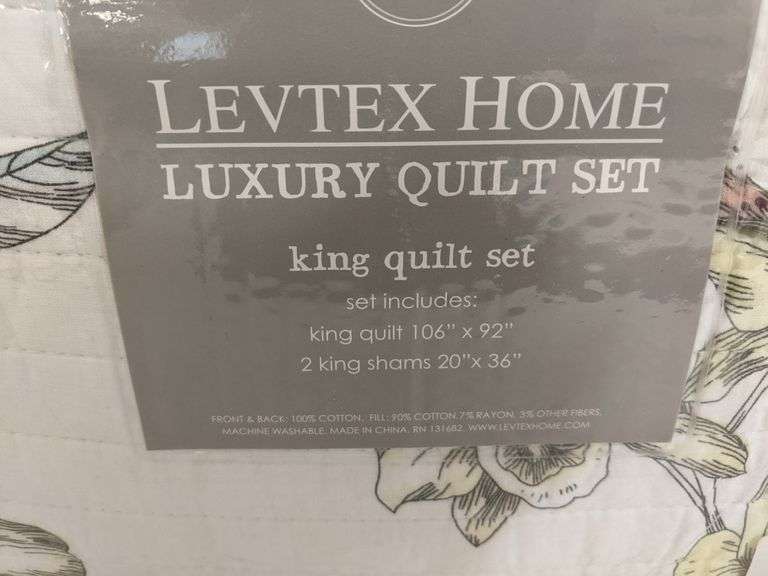 LEVTEX HOME
LUXURY QUILT SET
king quilt set
set includes:
king quilt 106" x 92"
2 king shams 20"x 36"
FRONT & BACK: 100% COTTON, FILL: 90% COTTON,7% RAYON, 3% OTHER FIBERS,
MACHINE WASHABLE. MADE IN CHINA. RN 131682. WWW.LEVTEXHOME.COM